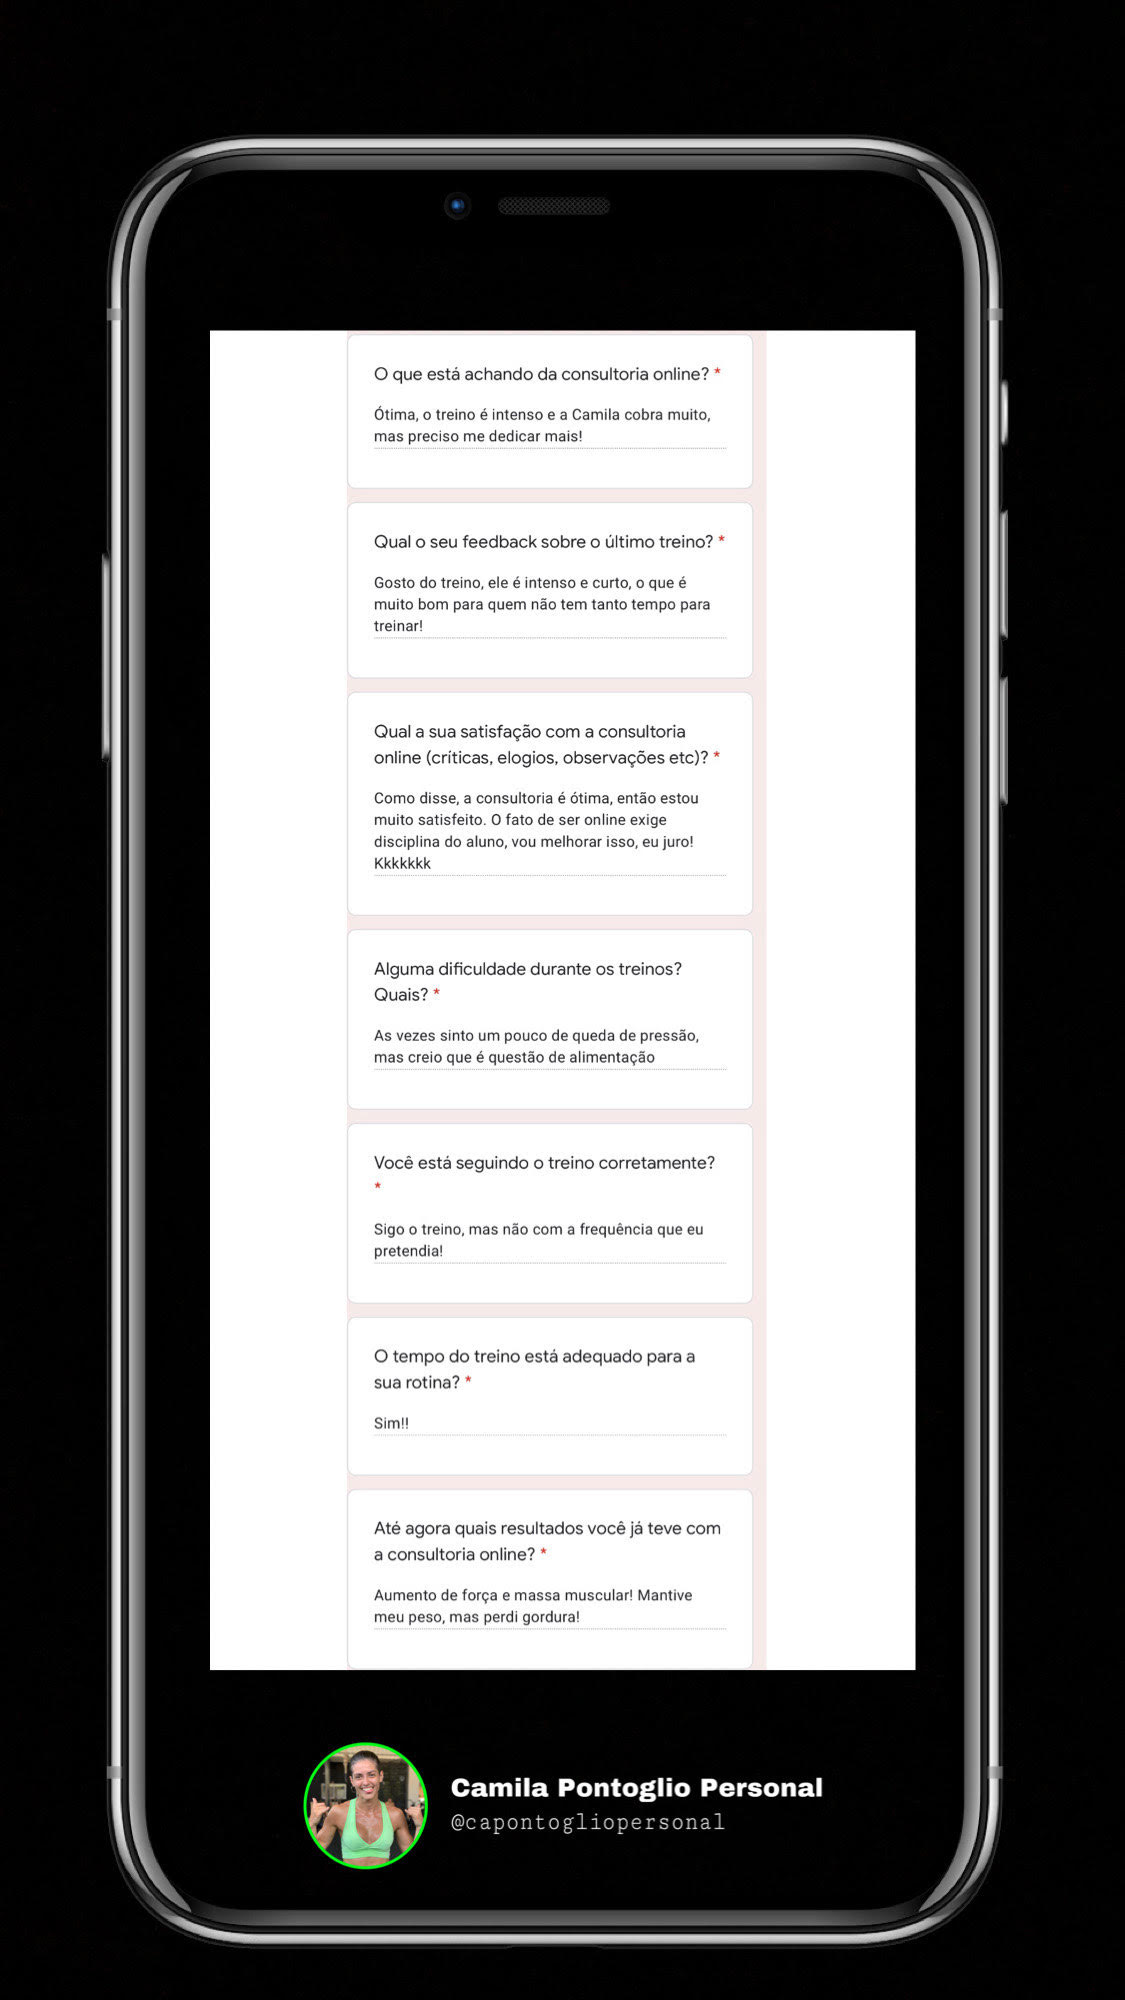 O que está achando da consultoria online? *
Ótima, o treino é intenso e a Camila cobra muito,
mas preciso me dedicar mais!
Qual o seu feedback sobre o último treino? *
Gosto do treino, ele é intenso e curto, o que é
muito bom para quem não tem tanto tempo para
treinar!
Qual a sua satisfação com a consultoria
online (críticas, elogios, observações etc)? *
Como disse, a consultoria é ótima, então estou
muito satisfeito. O fato de ser online exige
disciplina do aluno, vou melhorar isso, eu juro!
Kkkkkkk
Alguma dificuldade durante os treinos?
Quais? *
As vezes sinto um pouco de queda de pressão,
mas creio que é questão de alimentação
Você está seguindo o treino corretamente?
*
Sigo o treino, mas não com a frequência que eu
pretendia!
O tempo do treino está adequado para a
sua rotina? *
Sim!!
Até agora quais resultados você já teve com
a consultoria online? *
Aumento de força e massa muscular! Mantive
meu peso, mas perdi gordura!
Camila Pontoglio Personal
@capontogliopersonal